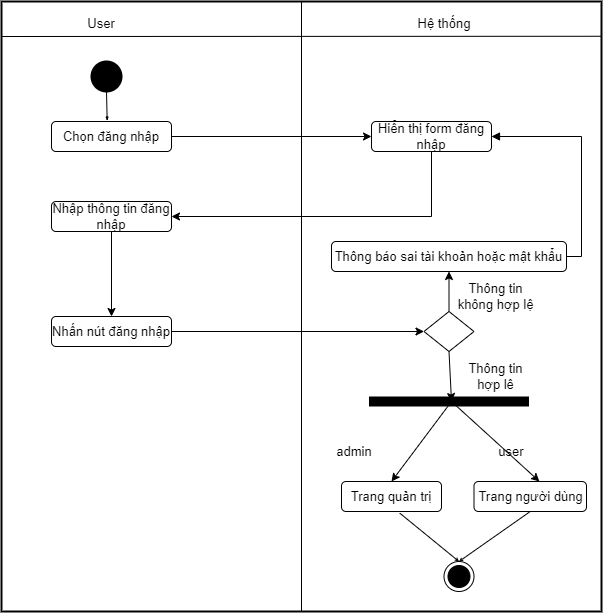 User
Hệ thống
Chọn đăng nhập
Hiển thị form đăng
nhập
Nhập thông tin đăng
nhập
Thông báo sai tài khoản hoặc mật khẩu
Thông tin
không hợp lệ
Nhấn nút đăng nhập
Thông tin
hợp lê
admin
user
Trang quản trị
Trang người dùng